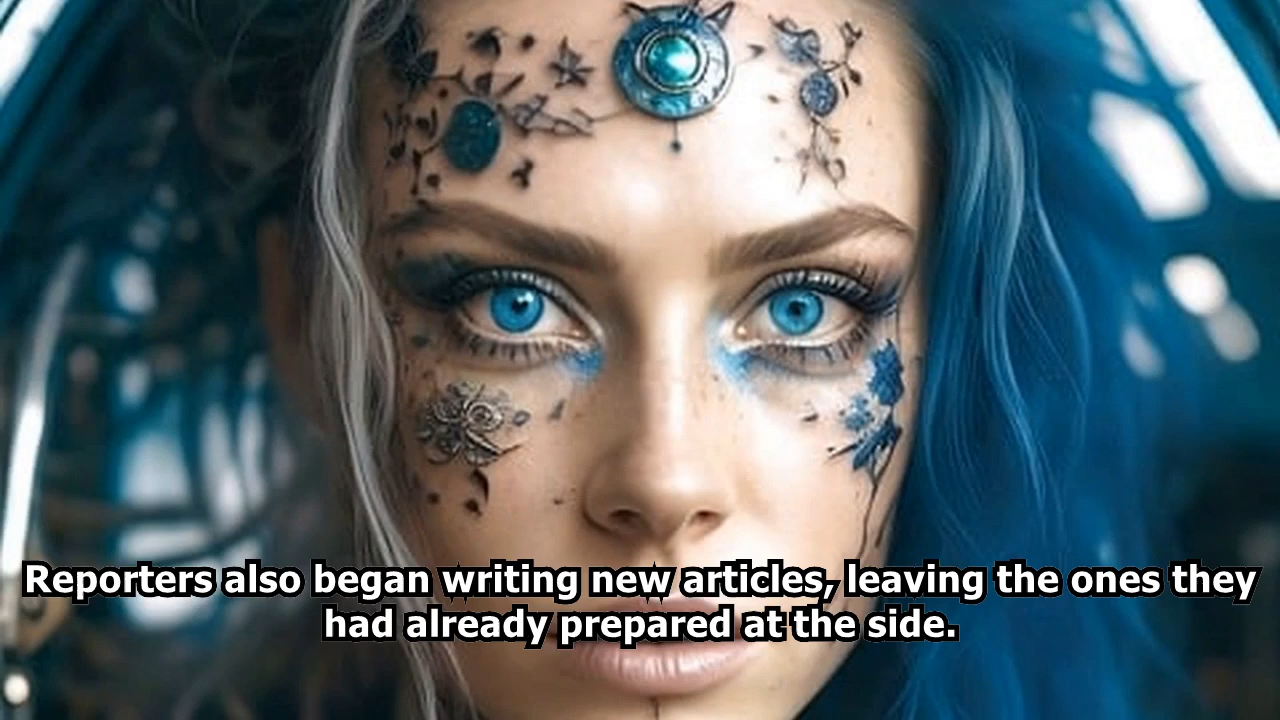 Reporters also began writing new articles, leaving the ones they
had already prepared at the side.